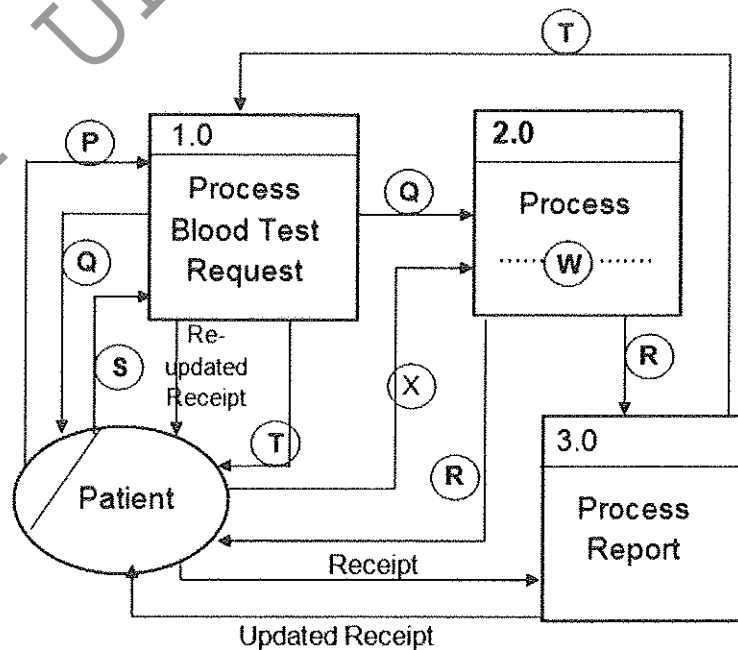 T
P
1.0
2.0
Process
Blood Test
Request
Q
Process
W
Q
S
Re-
updated
Receipt
X
R
T
R
3.0
Patient
Process
Report
Receipt
Updated Receipt